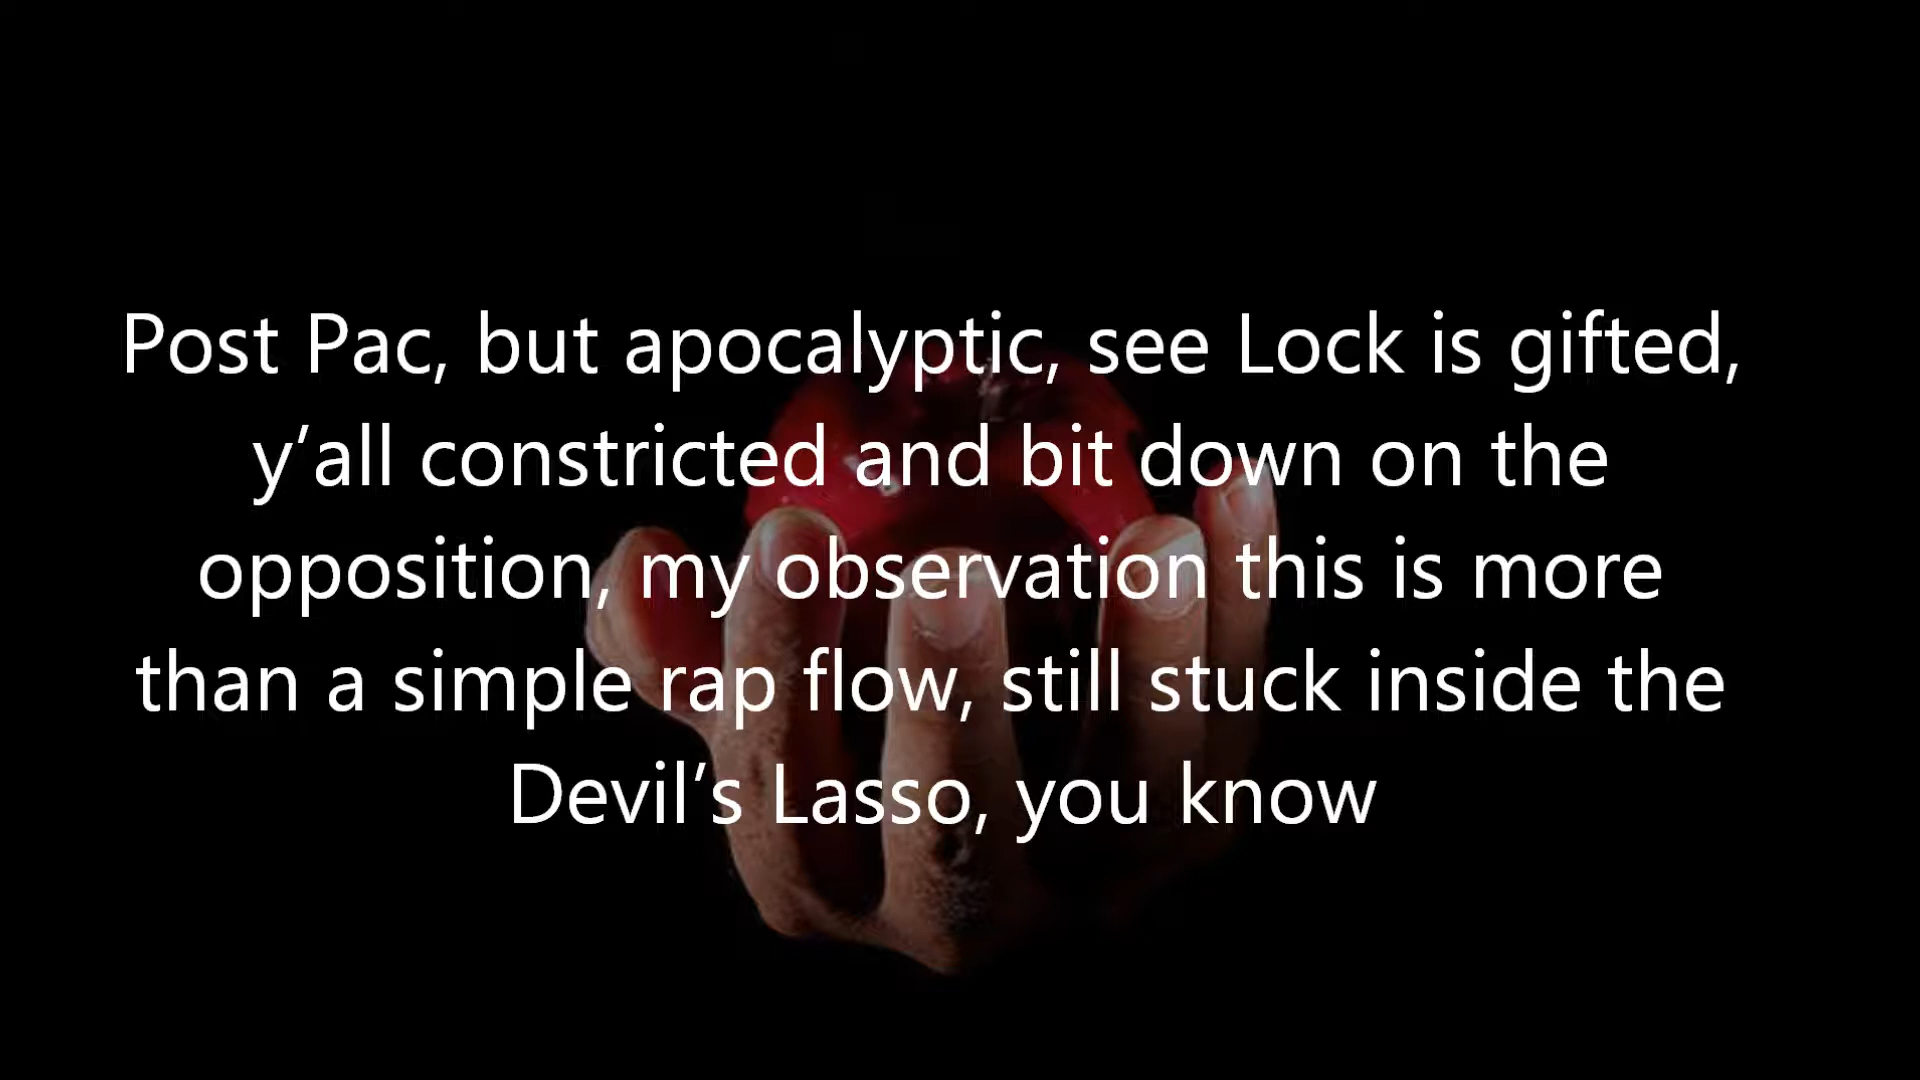 Post Pac, but apocalyptic, see Lock is gifted,
y’all constricted and bit down on the
opposition, my observation this is more
than a simple rap flow, still stuck inside the
Devil’s Lasso, you know